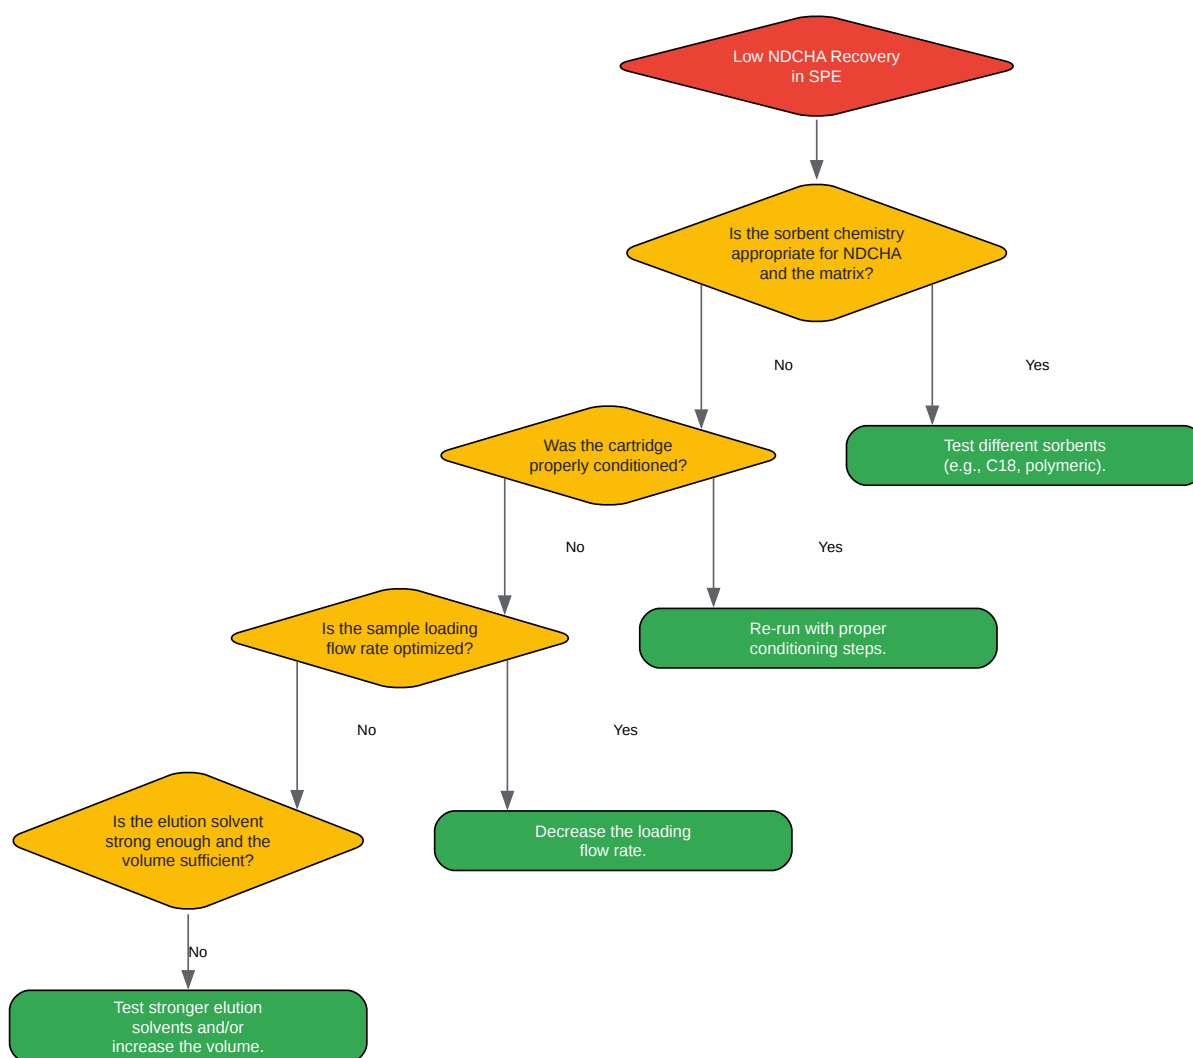 Low NDCHA Recovery
in SPE
Is the sorbent chemistry
appropriate for NDCHA
and the matrix?
No
Yes
Was the cartridge
properly conditioned?
Test different sorbents
(e.g., C18, polymeric).
No
Yes
Is the sample loading
flow rate optimized?
Re-run with proper
conditioning steps.
No
Yes
Is the elution solvent
strong enough and the
volume sufficient?
Decrease the loading
flow rate.
No
Test stronger elution
solvents and/or
increase the volume.